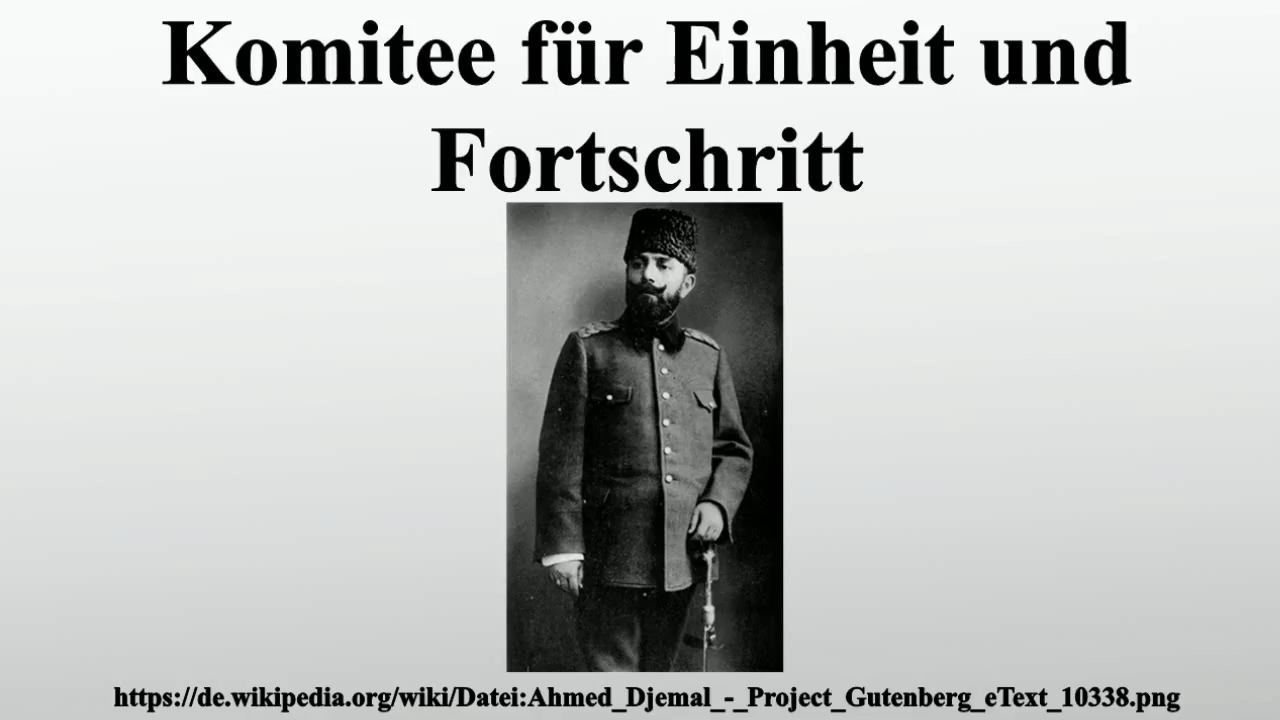 Komitee für Einheit und
Fortschritt
https://de.wikipedia.org/wiki/Datei:Ahmed_Djemal_-_Project_Gutenberg_eText_10338.png